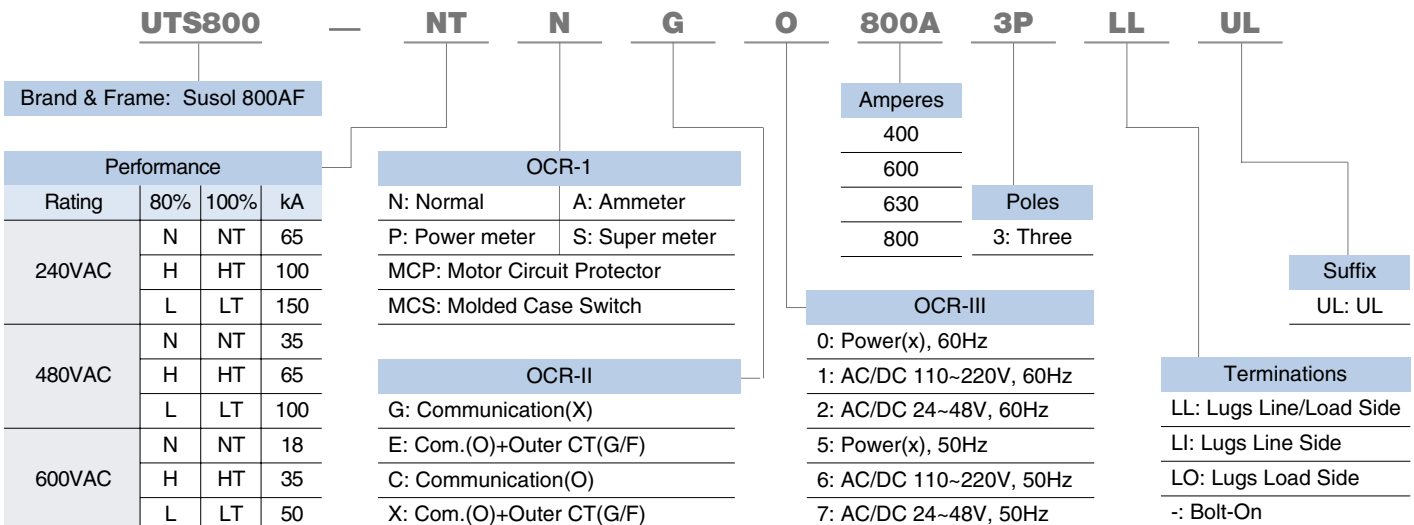 UTS800 — NT N G O 800A 3P LL UL
Brand & Frame: Susol 800AF
Performance
Rating 80% 100% kA
240VAC N NT 65
H HT 100
L LT 150
480VAC N NT 35
H HT 65
L LT 100
600VAC N NT 18
H HT 35
L LT 50
OCR-1
N: Normal A: Ammeter
P: Power meter S: Super meter
MCP: Motor Circuit Protector
MCS: Molded Case Switch
OCR-II
G: Communication(X)
E: Com.(O)+Outer CT(G/F)
C: Communication(O)
X: Com.(O)+Outer CT(G/F)
Amperes
400
600
630
800
Poles
3: Three
OCR-III
0: Power(x), 60Hz
1: AC/DC 110~220V, 60Hz
2: AC/DC 24~48V, 60Hz
5: Power(x), 50Hz
6: AC/DC 110~220V, 50Hz
7: AC/DC 24~48V, 50Hz
Suffix
UL: UL
Terminations
LL: Lugs Line/Load Side
LI: Lugs Line Side
LO: Lugs Load Side
-: Bolt-On